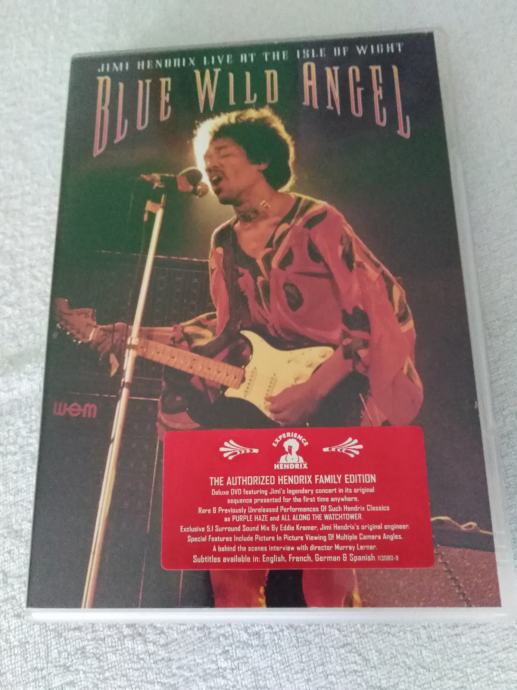 JIMI HENDRIX LIVE AT THE ISLE OF WIGHT
BLUE WILD ANGEL
WEM
EXPERIENCE
HENDRIX
THE AUTHORIZED HENDRIX FAMILY EDITION
Deluxe DVD featuring Jimi's legendary concert in its original
sequence presented for the first time anywhere.
Rare & Previously Unreleased Performances Of Such Hendrix Classics
as PURPLE HAZE and ALL ALONG THE WATCHTOWER
Exclusive 5.1 Surround Sound Mix By Eddie Kramer, Jimi Hendrix's original engineer.
Special Features Include Picture In Picture Viewing Of Multiple Camera Angles.
A behind the scenes interview with director Murray Lerner.
Subtitles available in: English, French, German & Spanish